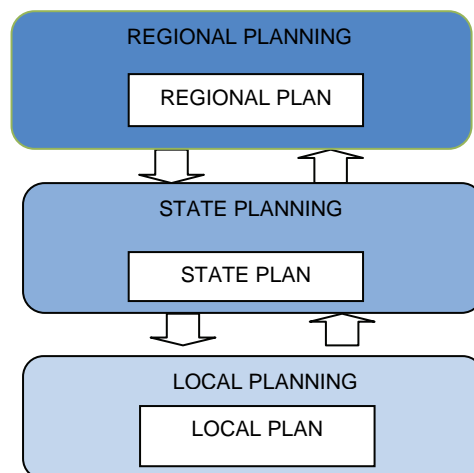 REGIONAL PLANNING
REGIONAL PLAN
STATE PLANNING
STATE PLAN
LOCAL PLANNING
LOCAL PLAN